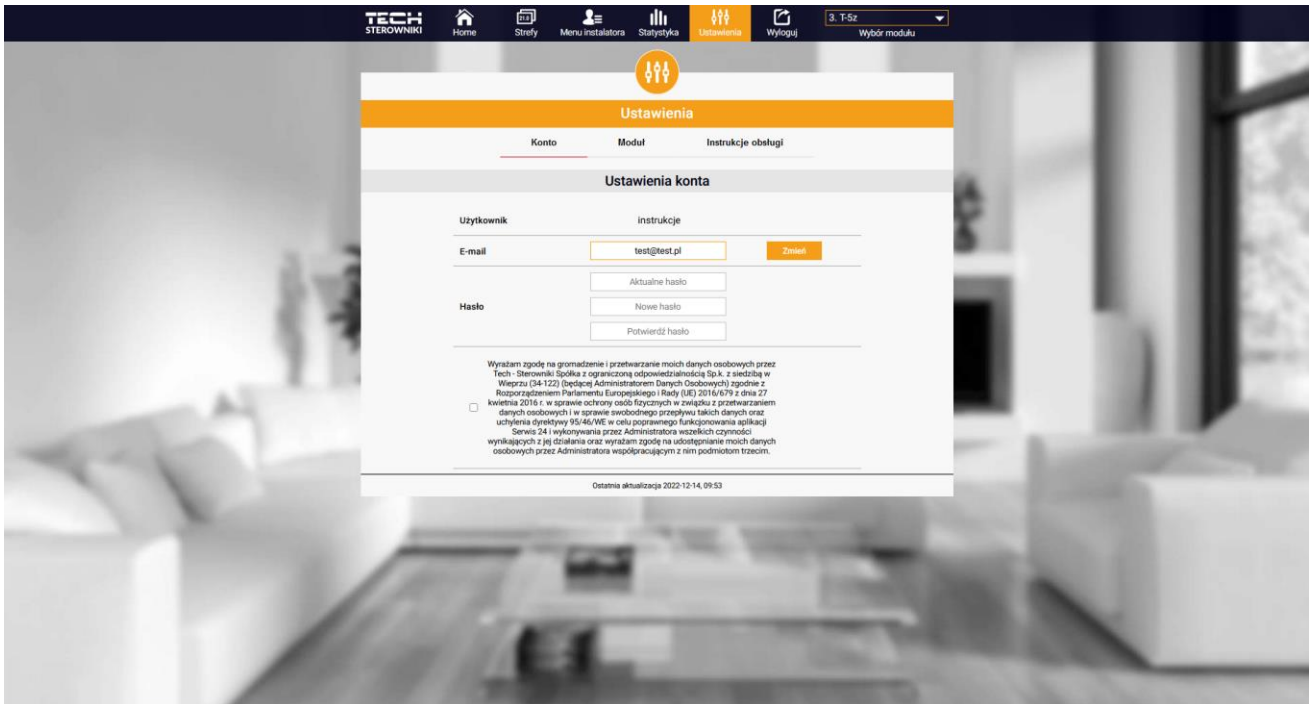 TECH
STEROWNIKI
Home
21.0
Strefy
Menu instalatora
Statystyka
Ustawienia
Wyloguj
3. T-5z
Wybór modułu
Ustawienia
Konto
Moduł
Instrukcje obsługi
Ustawienia konta
Użytkownik
instrukcje
E-mail
test@test.pl
Zmień
Hasło
Aktualne hasło
Nowe hasło
Potwierdź hasło
Wyrażam zgodę na gromadzenie i przetwarzanie moich danych osobowych przez
Tech - Sterowniki Spółka z ograniczoną odpowiedzialnością Sp.k. z siedzibą w
Wieprzu (34-122) (będącej Administratorem Danych Osobowych) zgodnie z
Rozporządzeniem Parlamentu Europejskiego i Rady (UE) 2016/679 z dnia 27
kwietnia 2016 r. w sprawie ochrony osób fizycznych w związku z przetwarzaniem
danych osobowych i w sprawie swobodnego przepływu takich danych oraz
uchylenia dyrektywy 95/46/WE w celu poprawnego funkcjonowania aplikacji
Serwis 24 i wykonywania przez Administratora wszelkich czynności
wynikających z jej działania oraz wyrażam zgodę na udostępnianie moich danych
osobowych przez Administratora współpracującym z nim podmiotom trzecim.
Ostatnia aktualizacja 2022-12-14, 09:53